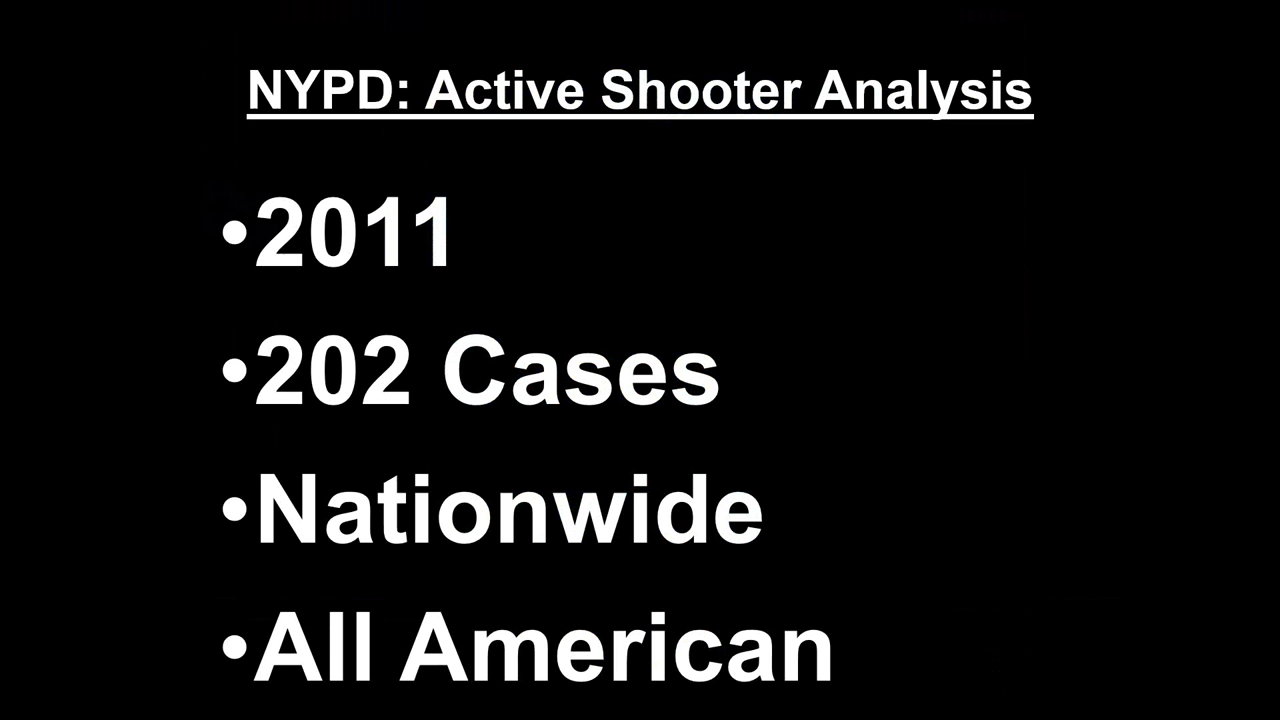 NYPD: Active Shooter Analysis
•2011
•202 Cases
•Nationwide
•All American